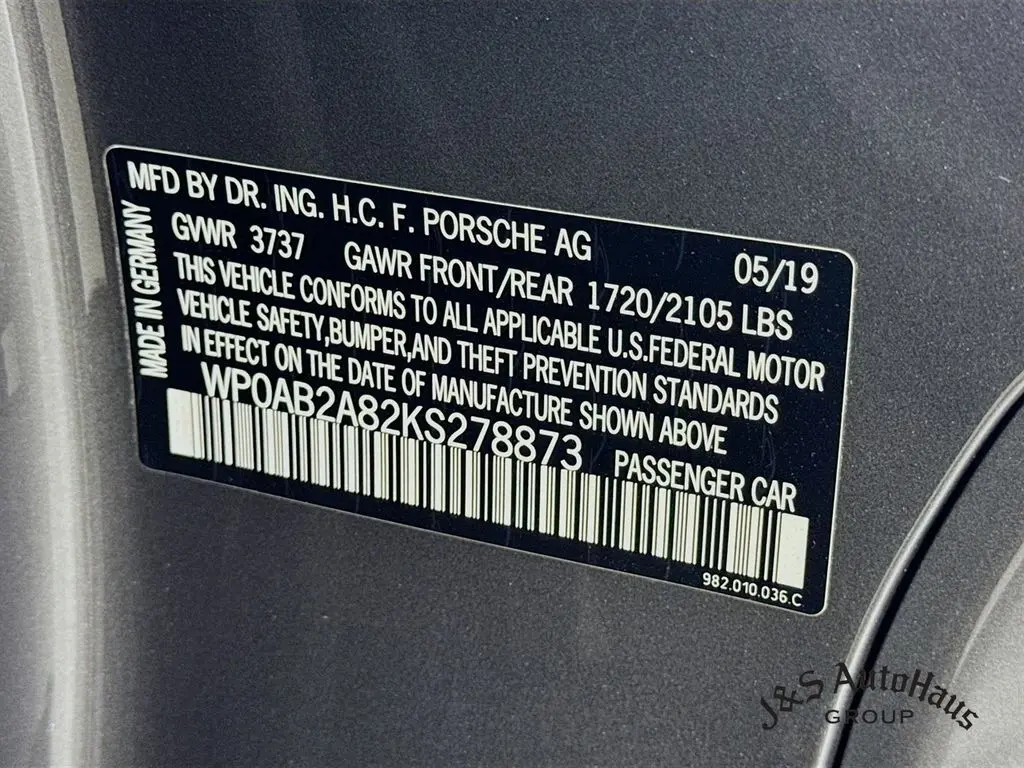 MFD BY DR. ING. H.C. F. PORSCHE AG 05/19
GVWR 3737 GAWR FRONT/REAR 1720/2105 LBS
THIS VEHICLE CONFORMS TO ALL APPLICABLE U.S.FEDERAL MOTOR
VEHICLE SAFETY,BUMPER,AND THEFT PREVENTION STANDARDS
IN EFFECT ON THE DATE OF MANUFACTURE SHOWN ABOVE
WP0AB2A82KS278873 PASSENGER CAR
MADE IN GERMANY
982.010.036.C
J&S AutoHaus
GROUP